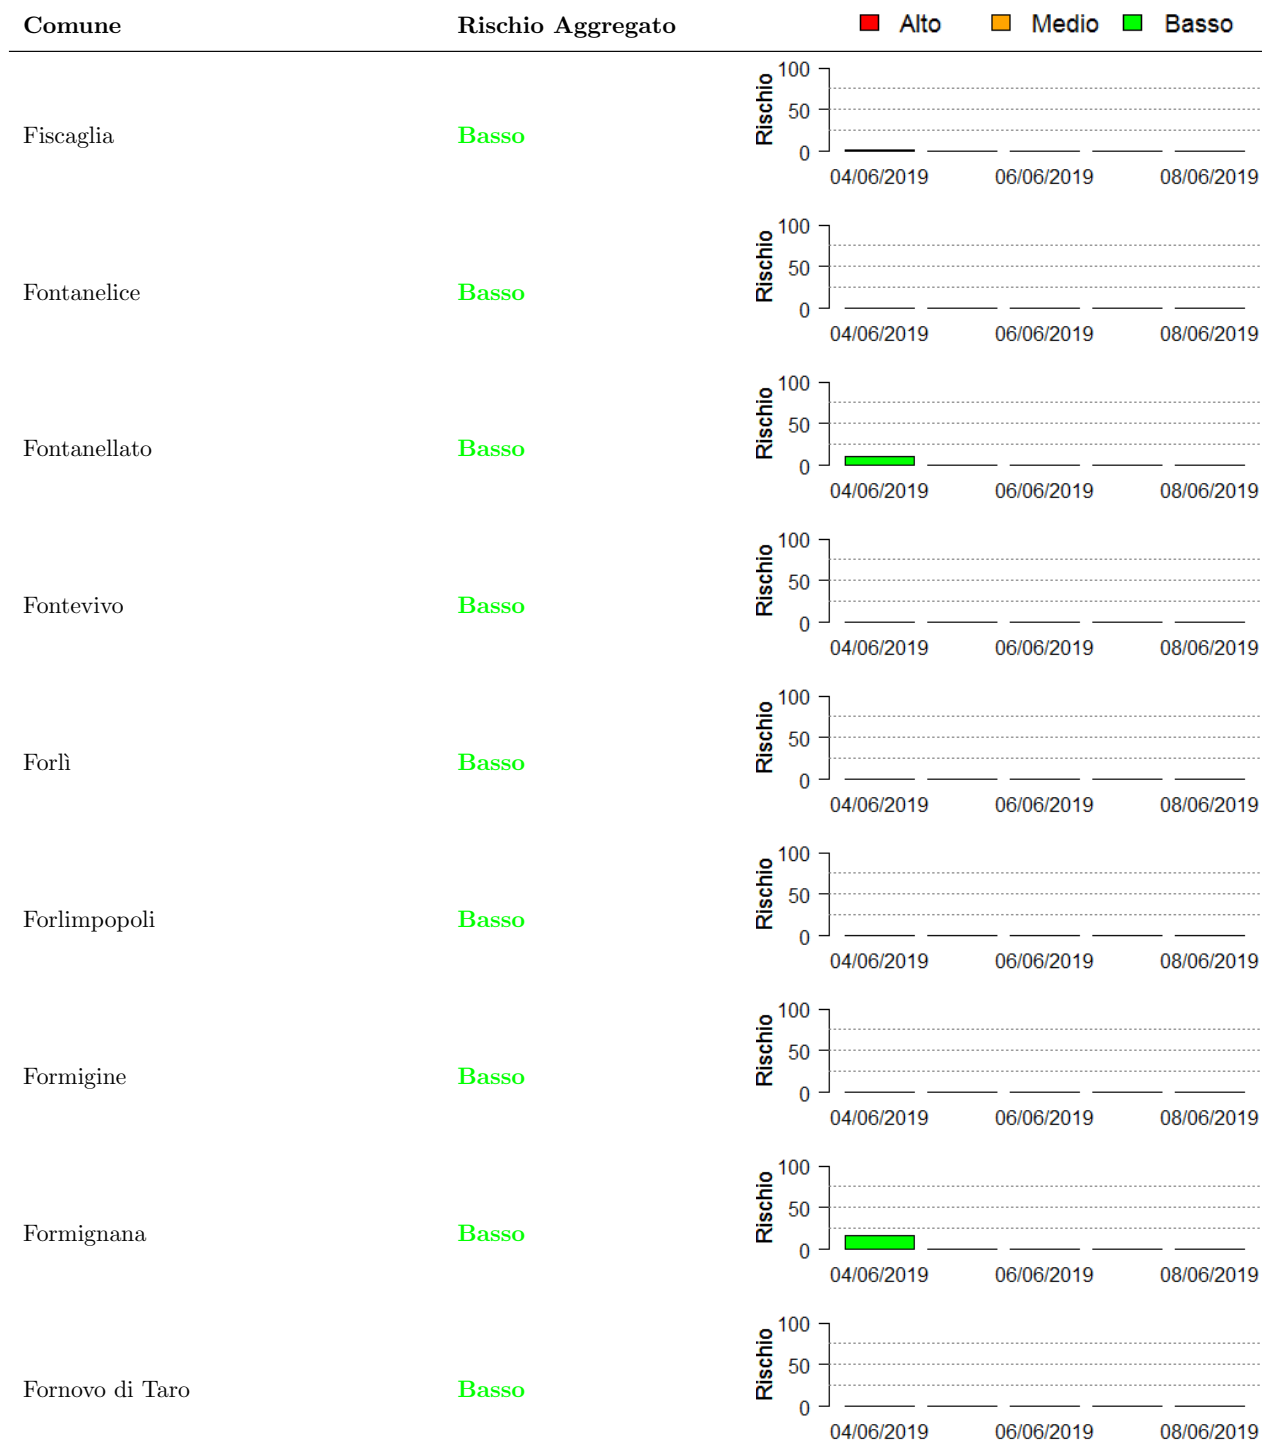 Comune Rischio Aggregato Alto Medio Basso
100
50
0
Rischio
Fiscaglia Basso
04/06/2019 06/06/2019 08/06/2019
100
50
0
Rischio
Fontanelice Basso
04/06/2019 06/06/2019 08/06/2019
100
50
0
Rischio
Fontanellato Basso
04/06/2019 06/06/2019 08/06/2019
100
50
0
Rischio
Fontevivo Basso
04/06/2019 06/06/2019 08/06/2019
100
50
0
Rischio
Forlì Basso
04/06/2019 06/06/2019 08/06/2019
100
50
0
Rischio
Forlimpopoli Basso
04/06/2019 06/06/2019 08/06/2019
100
50
0
Rischio
Formigine Basso
04/06/2019 06/06/2019 08/06/2019
100
50
0
Rischio
Formignana Basso
04/06/2019 06/06/2019 08/06/2019
100
50
0
Rischio
Fornovo di Taro Basso
04/06/2019 06/06/2019 08/06/2019